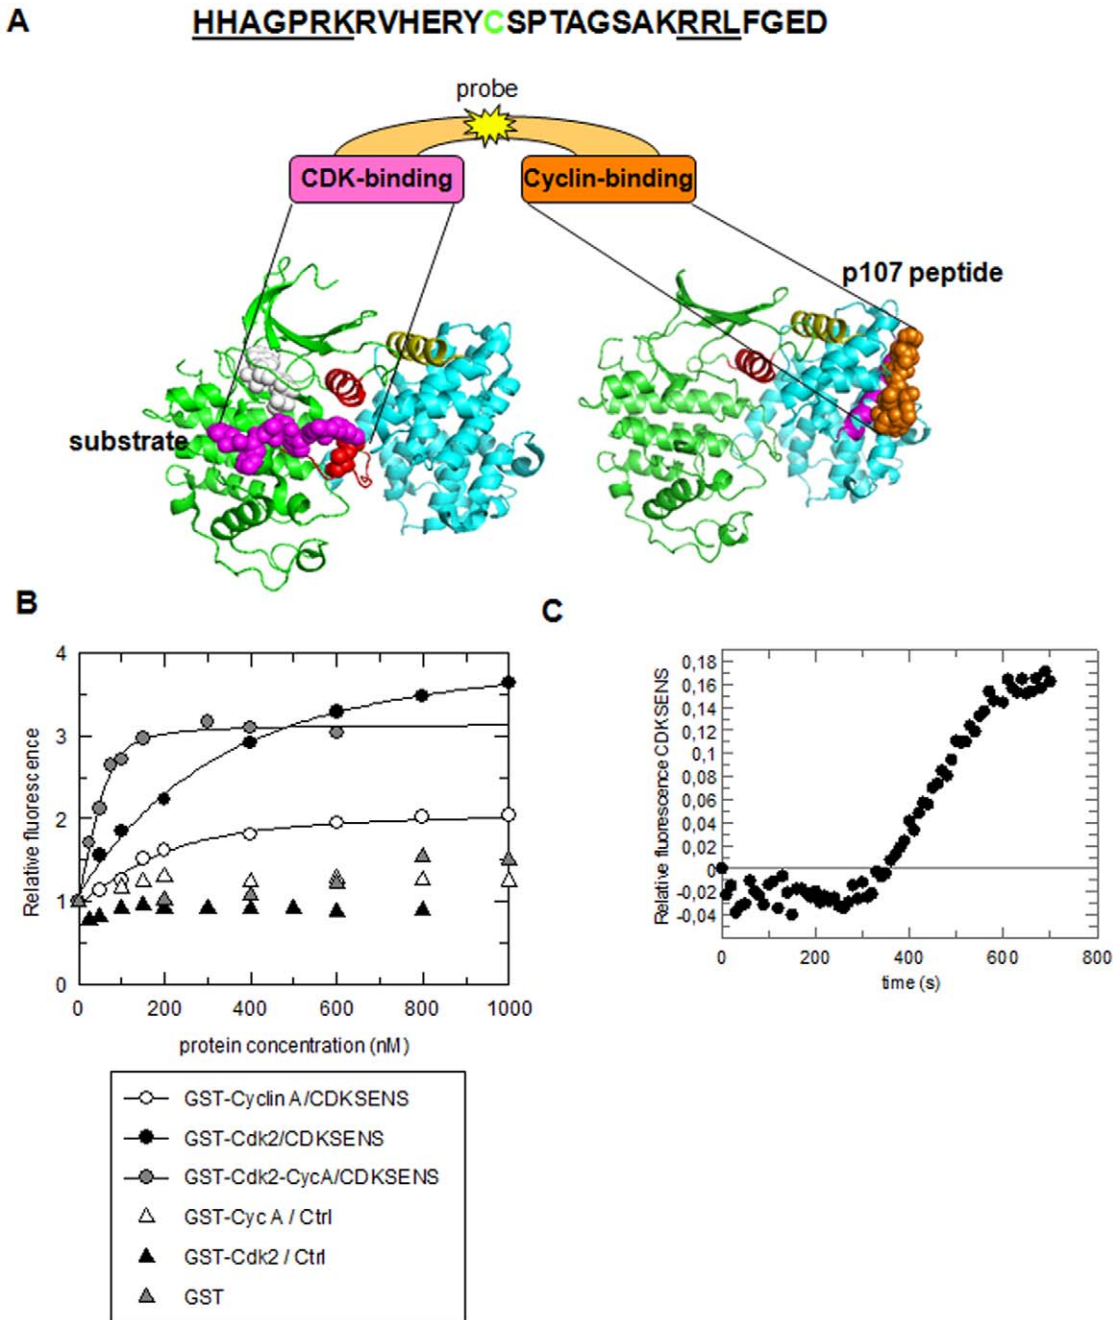 A
HHAGPRKRVHERYCSPTAGSAKRRLFGED
probe
CDK-binding
Cyclin-binding
p107 peptide
substrate
B
Relative fluorescence
4
3
2
1
0
0 200 400 600 800 1000
protein concentration (nM)
GST-Cyclin A/CDKSENS
GST-Cdk2/CDKSENS
GST-Cdk2-CycA/CDKSENS
GST-Cyc A / Ctrl
GST-Cdk2 / Ctrl
GST
C
Relative fluorescence CDKSENS
0,18
0,16
0,14
0,12
0,1
0,08
0,06
0,04
0,02
0
-0,02
-0,04
0 200 400 600 800
time (s)